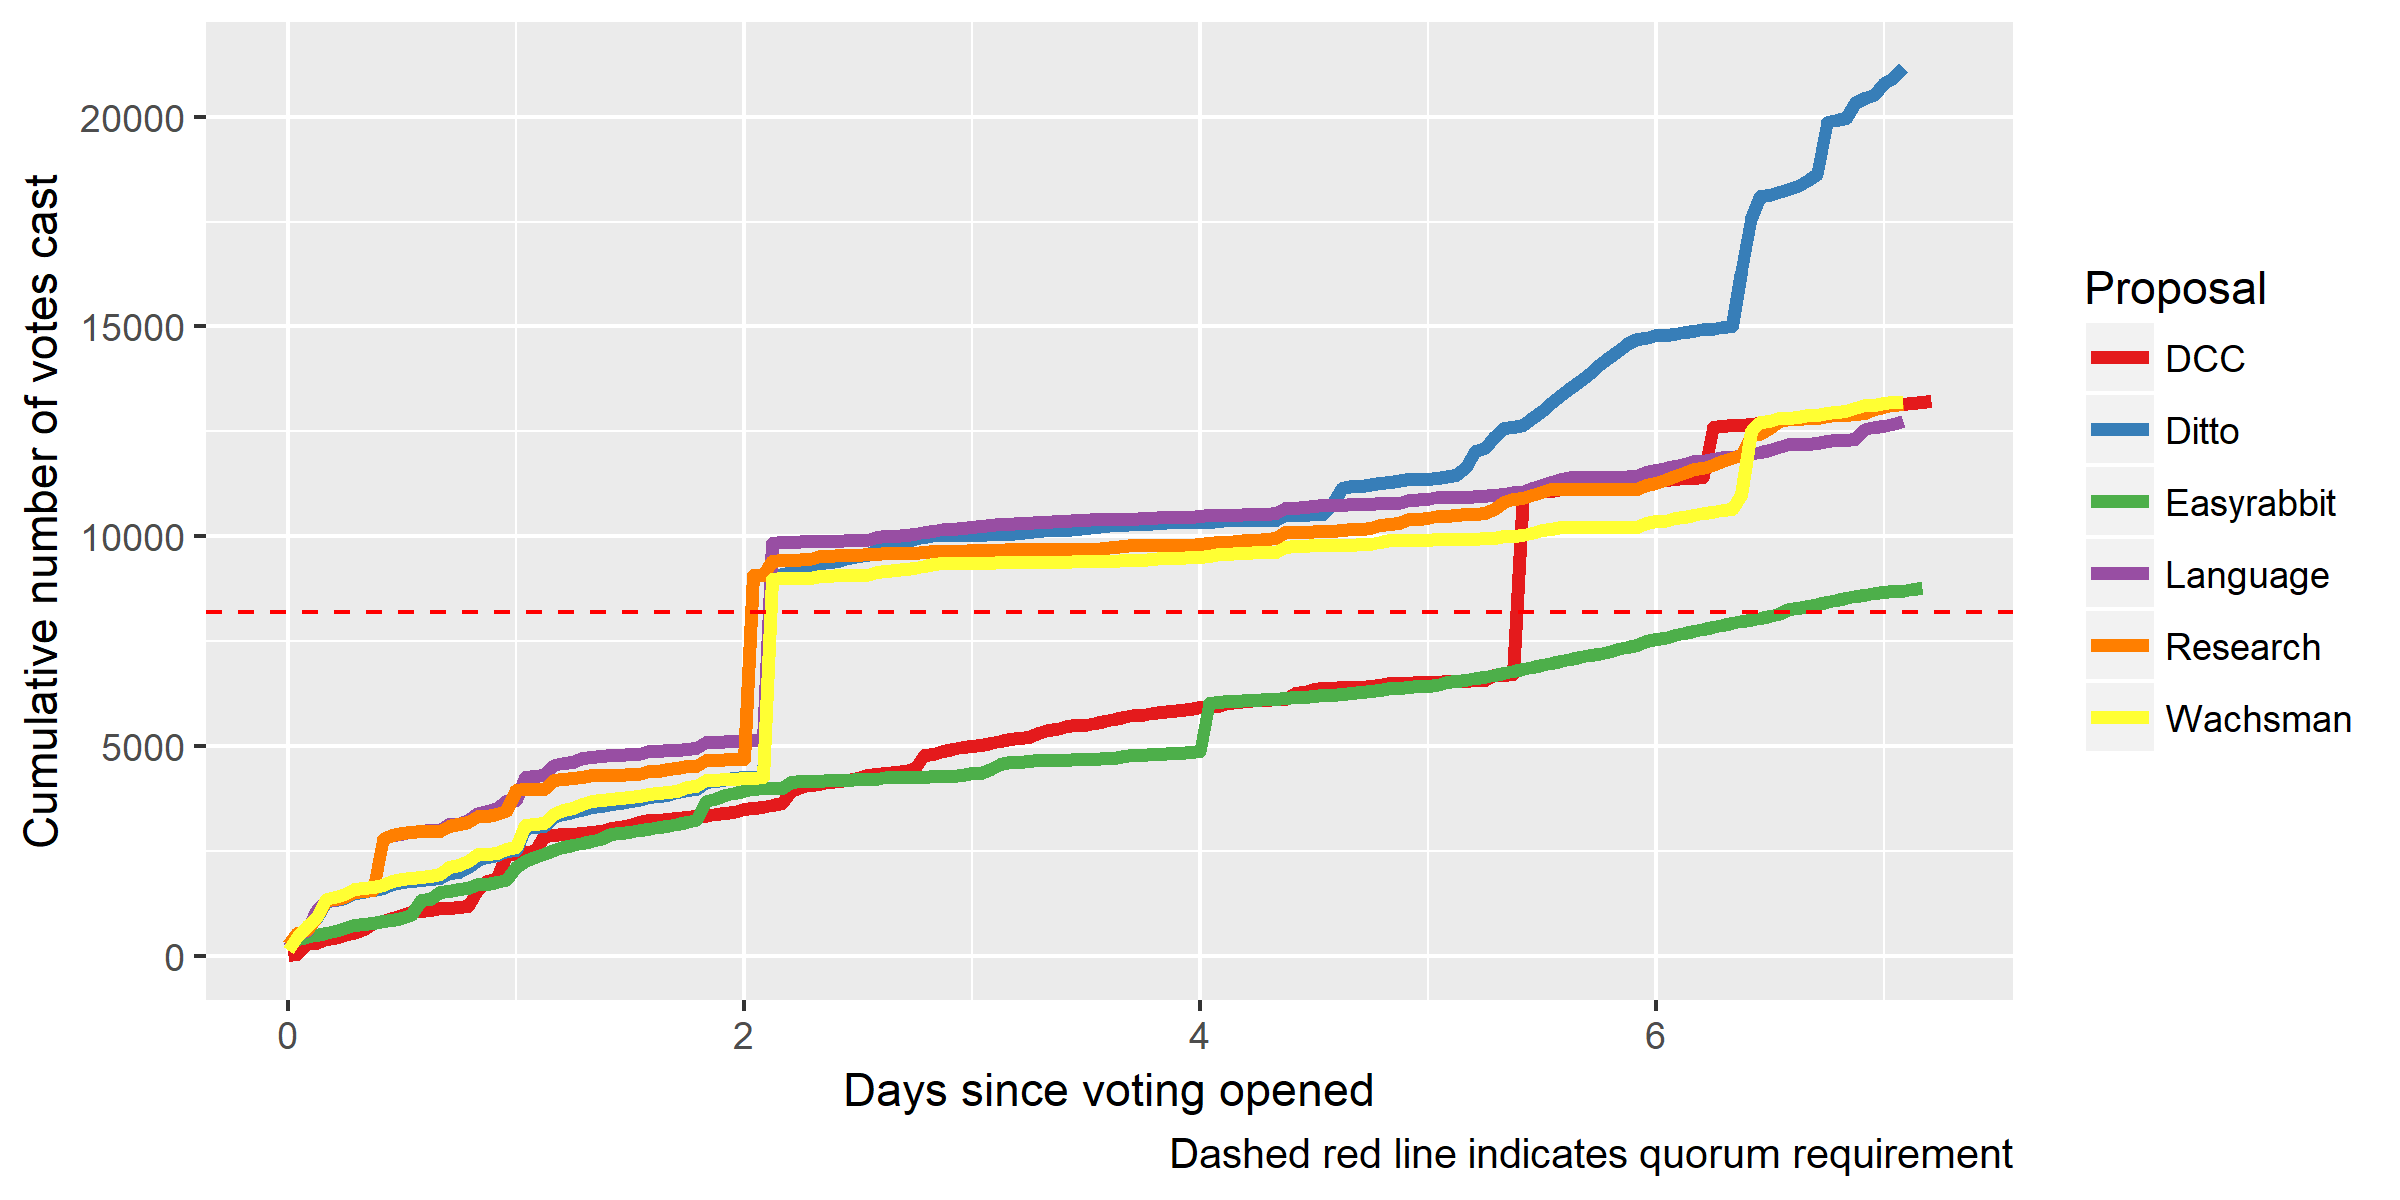 Cumulative number of votes cast
20000
15000
10000
5000
0
0 2 4 6
Days since voting opened
Dashed red line indicates quorum requirement
Proposal
DCC
Ditto
Easyrabbit
Language
Research
Wachsman